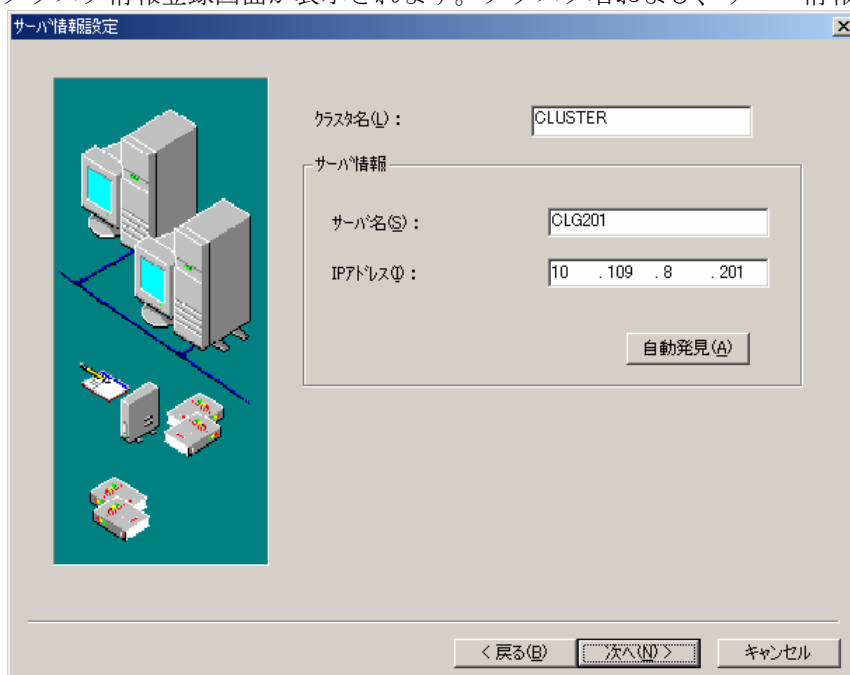 サーバ情報設定
クラスタ名(L)： CLUSTER
サーバ情報
サーバ名(S)： CLG201
IPアドレス(I)： 10 .109 .8 .201
自動発見(A)
< 戻る(B) 次へ(N) > キャンセル